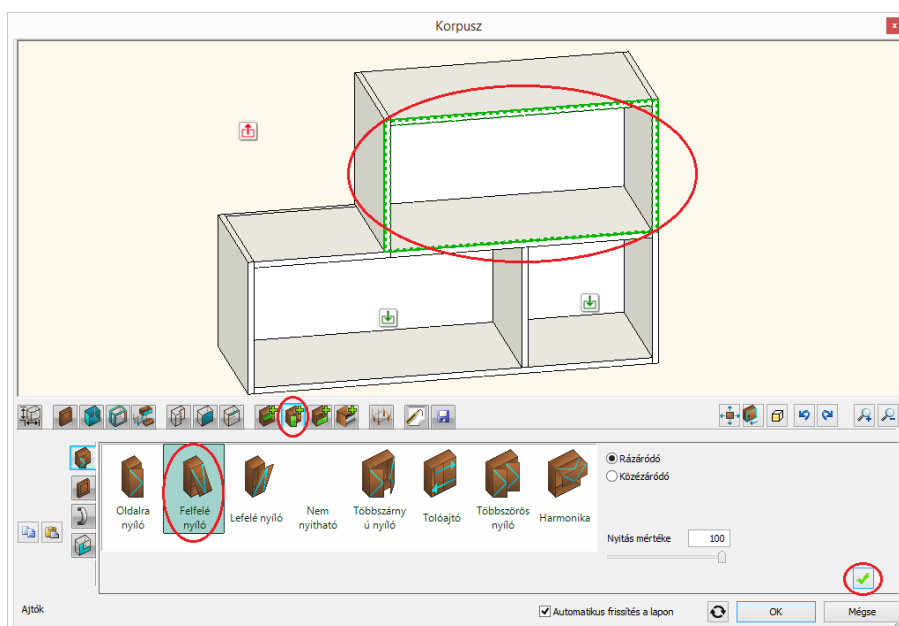 Korpusz
x
Oldalra
nyíló
Felfelé
nyíló
Lefelé nyíló
Nem
nyitható
Többszárny
ú nyíló
Tolóajtó
Többszörös
nyíló
Harmonika
Rázáródó
Közézáródó
Nyitás mértéke
100
Ajtók
Automatikus frissítés a lapon
OK
Mégse